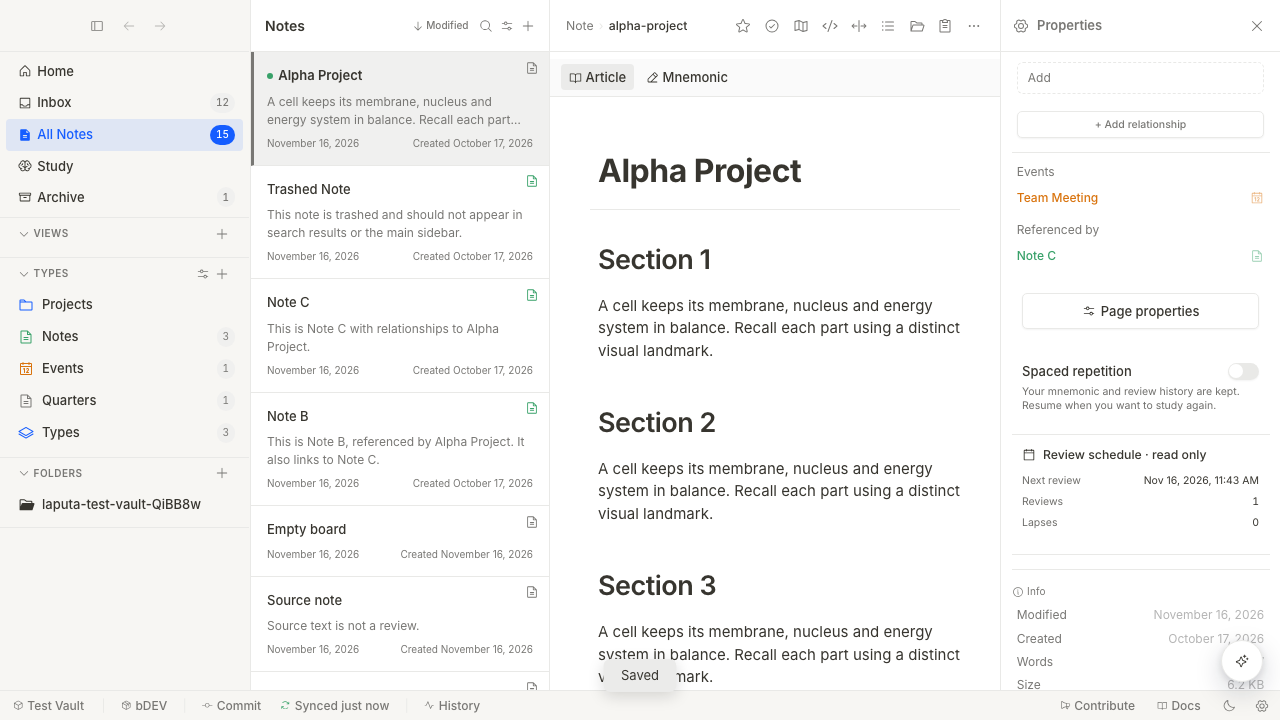 Home
Inbox 12
All Notes 15
Study
Archive 1
VIEWS
TYPES
Projects
Notes 3
Events 1
Quarters 1
Types 3
FOLDERS
laputa-test-vault-QiBB8w
Notes
Modified
Alpha Project
A cell keeps its membrane, nucleus and
energy system in balance. Recall each part…
November 16, 2026 Created October 17, 2026
Trashed Note
This note is trashed and should not appear in
search results or the main sidebar.
November 16, 2026 Created October 17, 2026
Note C
This is Note C with relationships to Alpha
Project.
November 16, 2026 Created October 17, 2026
Note B
This is Note B, referenced by Alpha Project. It
also links to Note C.
November 16, 2026 Created October 17, 2026
Empty board
November 16, 2026 Created November 16, 2026
Source note
Source text is not a review.
November 16, 2026 Created November 16, 2026
Note alpha-project
Article Mnemonic
Alpha Project
Section 1
A cell keeps its membrane, nucleus and energy
system in balance. Recall each part using a distinct
visual landmark.
Section 2
A cell keeps its membrane, nucleus and energy
system in balance. Recall each part using a distinct
visual landmark.
Section 3
A cell keeps its membrane, nucleus and energy
system in balance. Recall each part using a distinct
mark.
Saved
Properties
Add
+ Add relationship
Events
Team Meeting
Referenced by
Note C
Page properties
Spaced repetition
Your mnemonic and review history are kept.
Resume when you want to study again.
Review schedule · read only
Next review Nov 16, 2026, 11:43 AM
Reviews 1
Lapses 0
Info
Modified November 16, 2026
Created October 17, 2026
Words
Size 6.2 KB
Test Vault bDEV Commit Synced just now History Contribute Docs